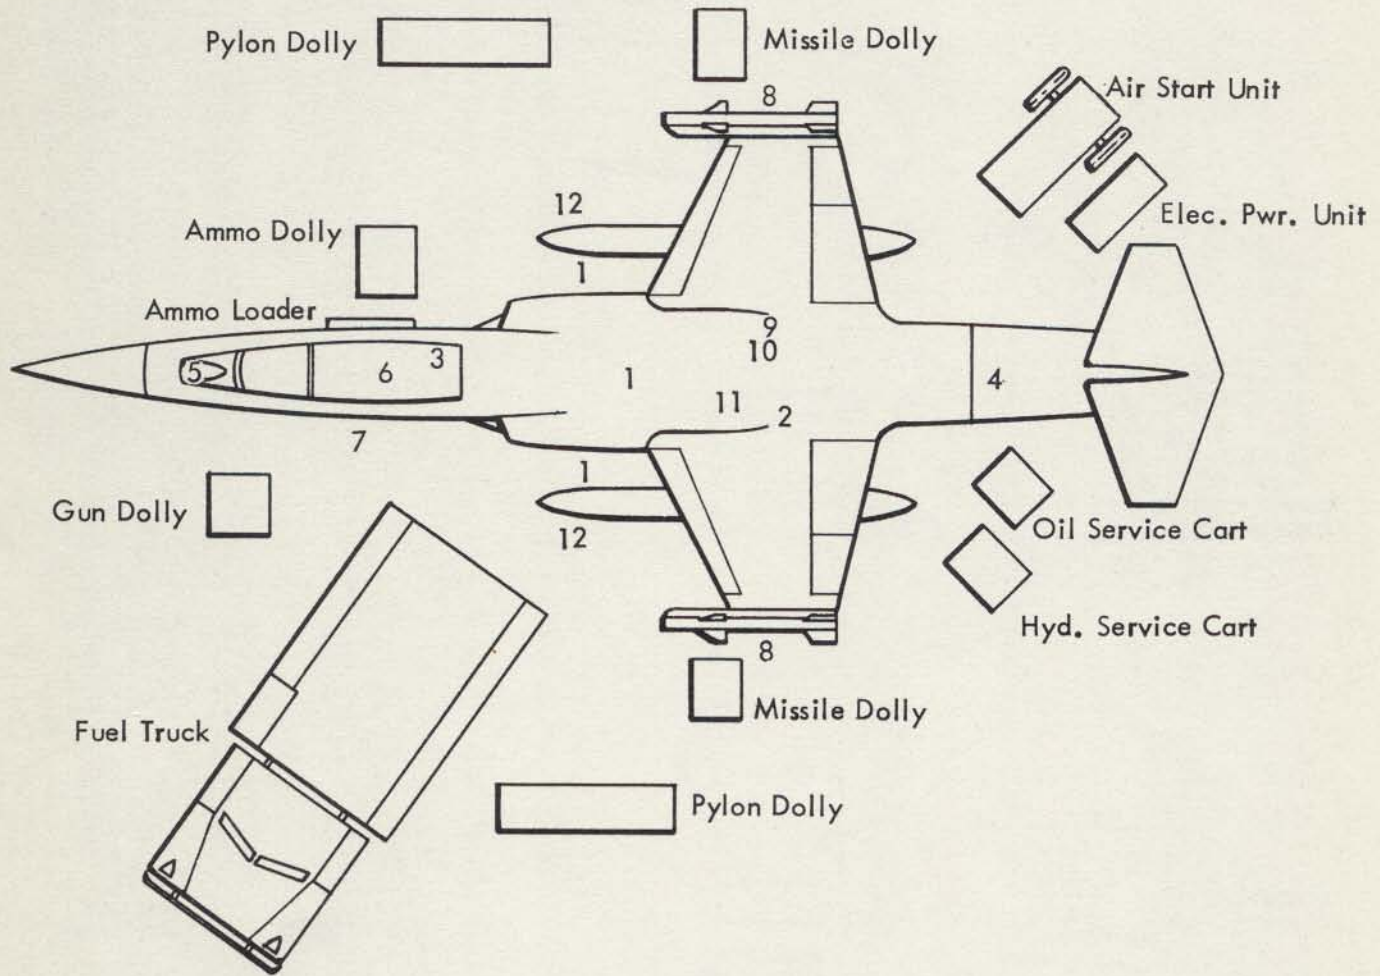 Pylon Dolly
Missile Dolly
Air Start Unit
8
12
Elec. Pwr. Unit
Ammo Dolly
1
Ammo Loader
9
10
3
5
6
1
4
11
2
7
1
Gun Dolly
12
Oil Service Cart
Hyd. Service Cart
8
Missile Dolly
Fuel Truck
Pylon Dolly